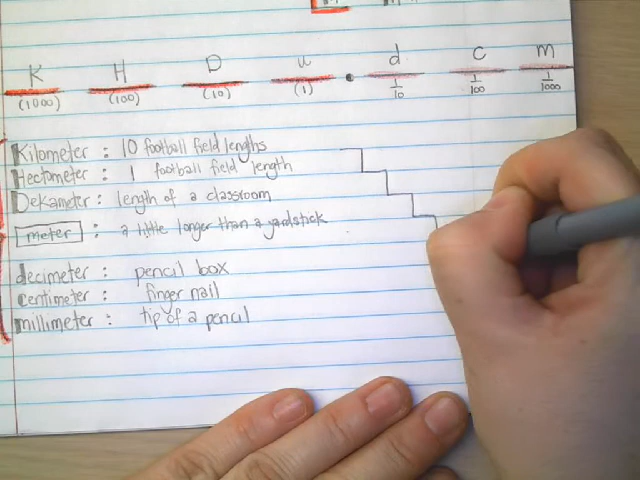 K H D u . d c m
(1000) (100) (10) (1) 1/10 1/100 1/1000
Kilometer : 10 football field lengths
Hectometer : 1 football field length
Dekameter : length of a classroom
meter : a little longer than a yardstick
decimeter : pencil box
centimeter : finger nail
millimeter : tip of a pencil